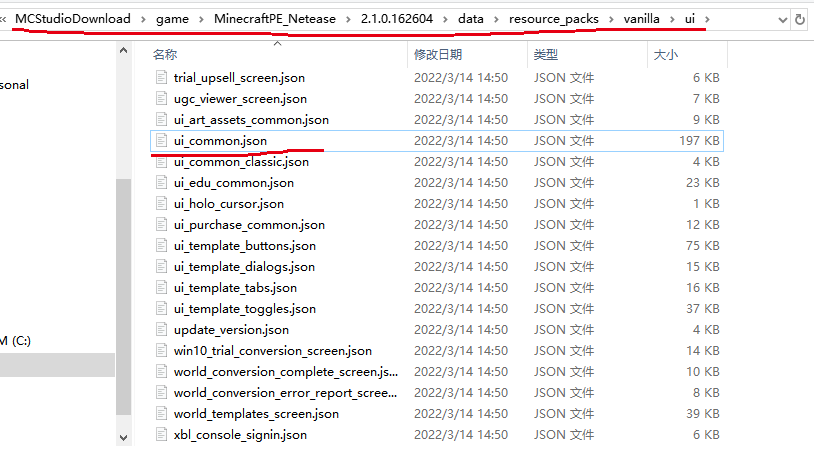 « MCStudioDownload › game › MinecraftPE_Netease › 2.1.0.162604 › data › resource_packs › vanilla › ui ›
名称 修改日期 类型 大小
trial_upsell_screen.json 2022/3/14 14:50 JSON 文件 6 KB
sonal
ugc_viewer_screen.json 2022/3/14 14:50 JSON 文件 7 KB
ui_art_assets_common.json 2022/3/14 14:50 JSON 文件 9 KB
ui_common.json 2022/3/14 14:50 JSON 文件 197 KB
ui_common_classic.json 2022/3/14 14:50 JSON 文件 4 KB
ui_edu_common.json 2022/3/14 14:50 JSON 文件 23 KB
ui_holo_cursor.json 2022/3/14 14:50 JSON 文件 1 KB
ui_purchase_common.json 2022/3/14 14:50 JSON 文件 12 KB
ui_template_buttons.json 2022/3/14 14:50 JSON 文件 75 KB
ui_template_dialogs.json 2022/3/14 14:50 JSON 文件 15 KB
ui_template_tabs.json 2022/3/14 14:50 JSON 文件 16 KB
ui_template_toggles.json 2022/3/14 14:50 JSON 文件 37 KB
update_version.json 2022/3/14 14:50 JSON 文件 4 KB
M (C:)
win10_trial_conversion_screen.json 2022/3/14 14:50 JSON 文件 14 KB
world_conversion_complete_screen.js... 2022/3/14 14:50 JSON 文件 10 KB
world_conversion_error_report_scree... 2022/3/14 14:50 JSON 文件 8 KB
world_templates_screen.json 2022/3/14 14:50 JSON 文件 39 KB
xbl_console_signin.json 2022/3/14 14:50 JSON 文件 6 KB